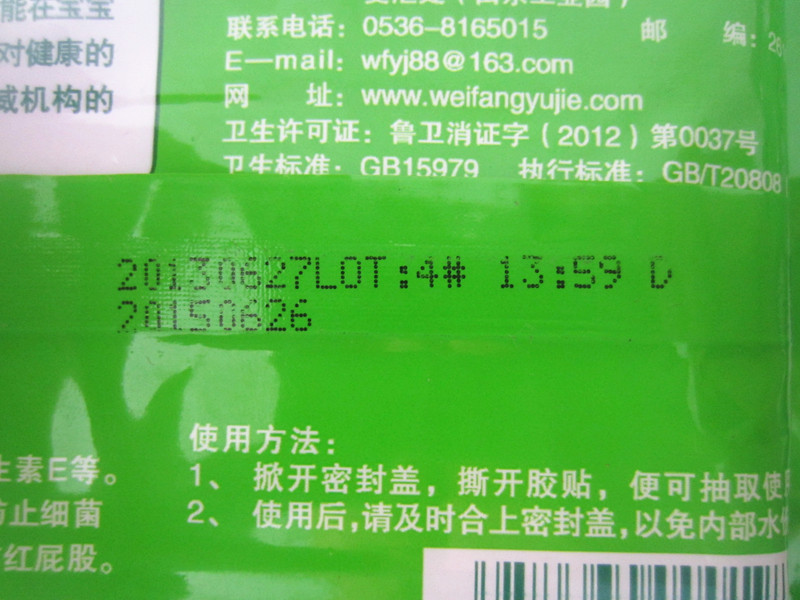 能在宝宝
对健康的
威机构的
联系电话：0536-8165015 邮 编：26
E—mail：wfyj88@163.com
网 址：www.weifangyujie.com
卫生许可证：鲁卫消证字（2012）第0037号
卫生标准：GB15979 执行标准：GB/T20808
20130627LOT:4# 13:59 D
20150626
生素E等。
防止细菌
红屁股。
使用方法：
1、掀开密封盖，撕开胶贴，便可抽取使
2、使用后,请及时合上密封盖,以免内部水